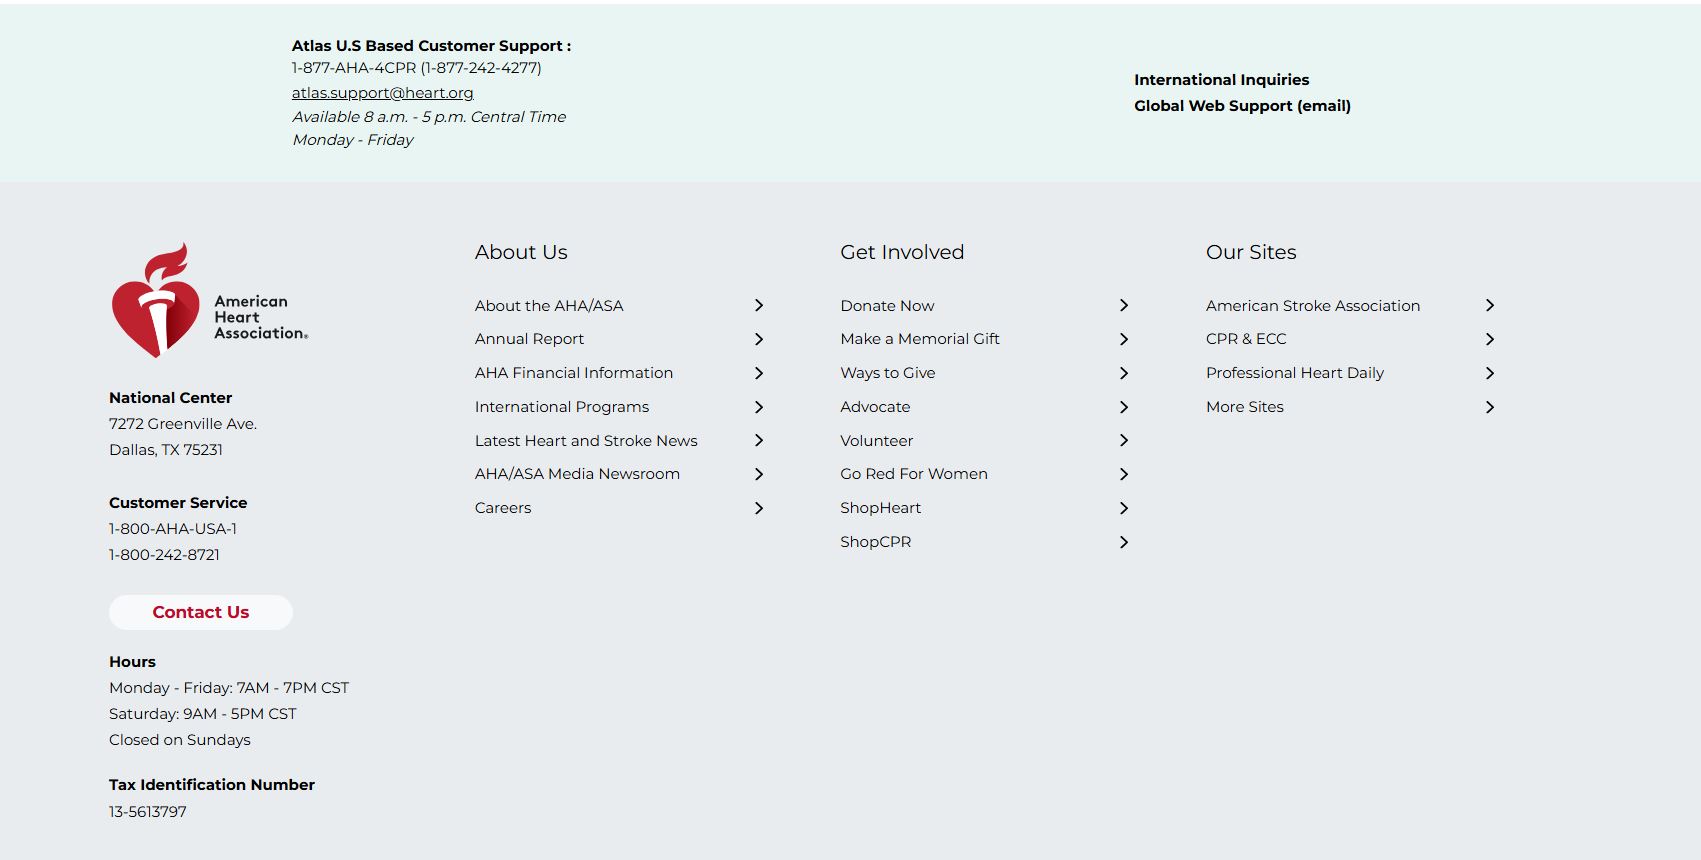 Atlas U.S Based Customer Support :
1-877-AHA-4CPR (1-877-242-4277)
atlas.support@heart.org
Available 8 a.m. - 5 p.m. Central Time
Monday - Friday
International Inquiries
Global Web Support (email)
American
Heart
Association®
National Center
7272 Greenville Ave.
Dallas, TX 75231
Customer Service
1-800-AHA-USA-1
1-800-242-8721
Contact Us
Hours
Monday - Friday: 7AM - 7PM CST
Saturday: 9AM - 5PM CST
Closed on Sundays
Tax Identification Number
13-5613797
About Us
About the AHA/ASA
Annual Report
AHA Financial Information
International Programs
Latest Heart and Stroke News
AHA/ASA Media Newsroom
Careers
Get Involved
Donate Now
Make a Memorial Gift
Ways to Give
Advocate
Volunteer
Go Red For Women
ShopHeart
ShopCPR
Our Sites
American Stroke Association
CPR & ECC
Professional Heart Daily
More Sites